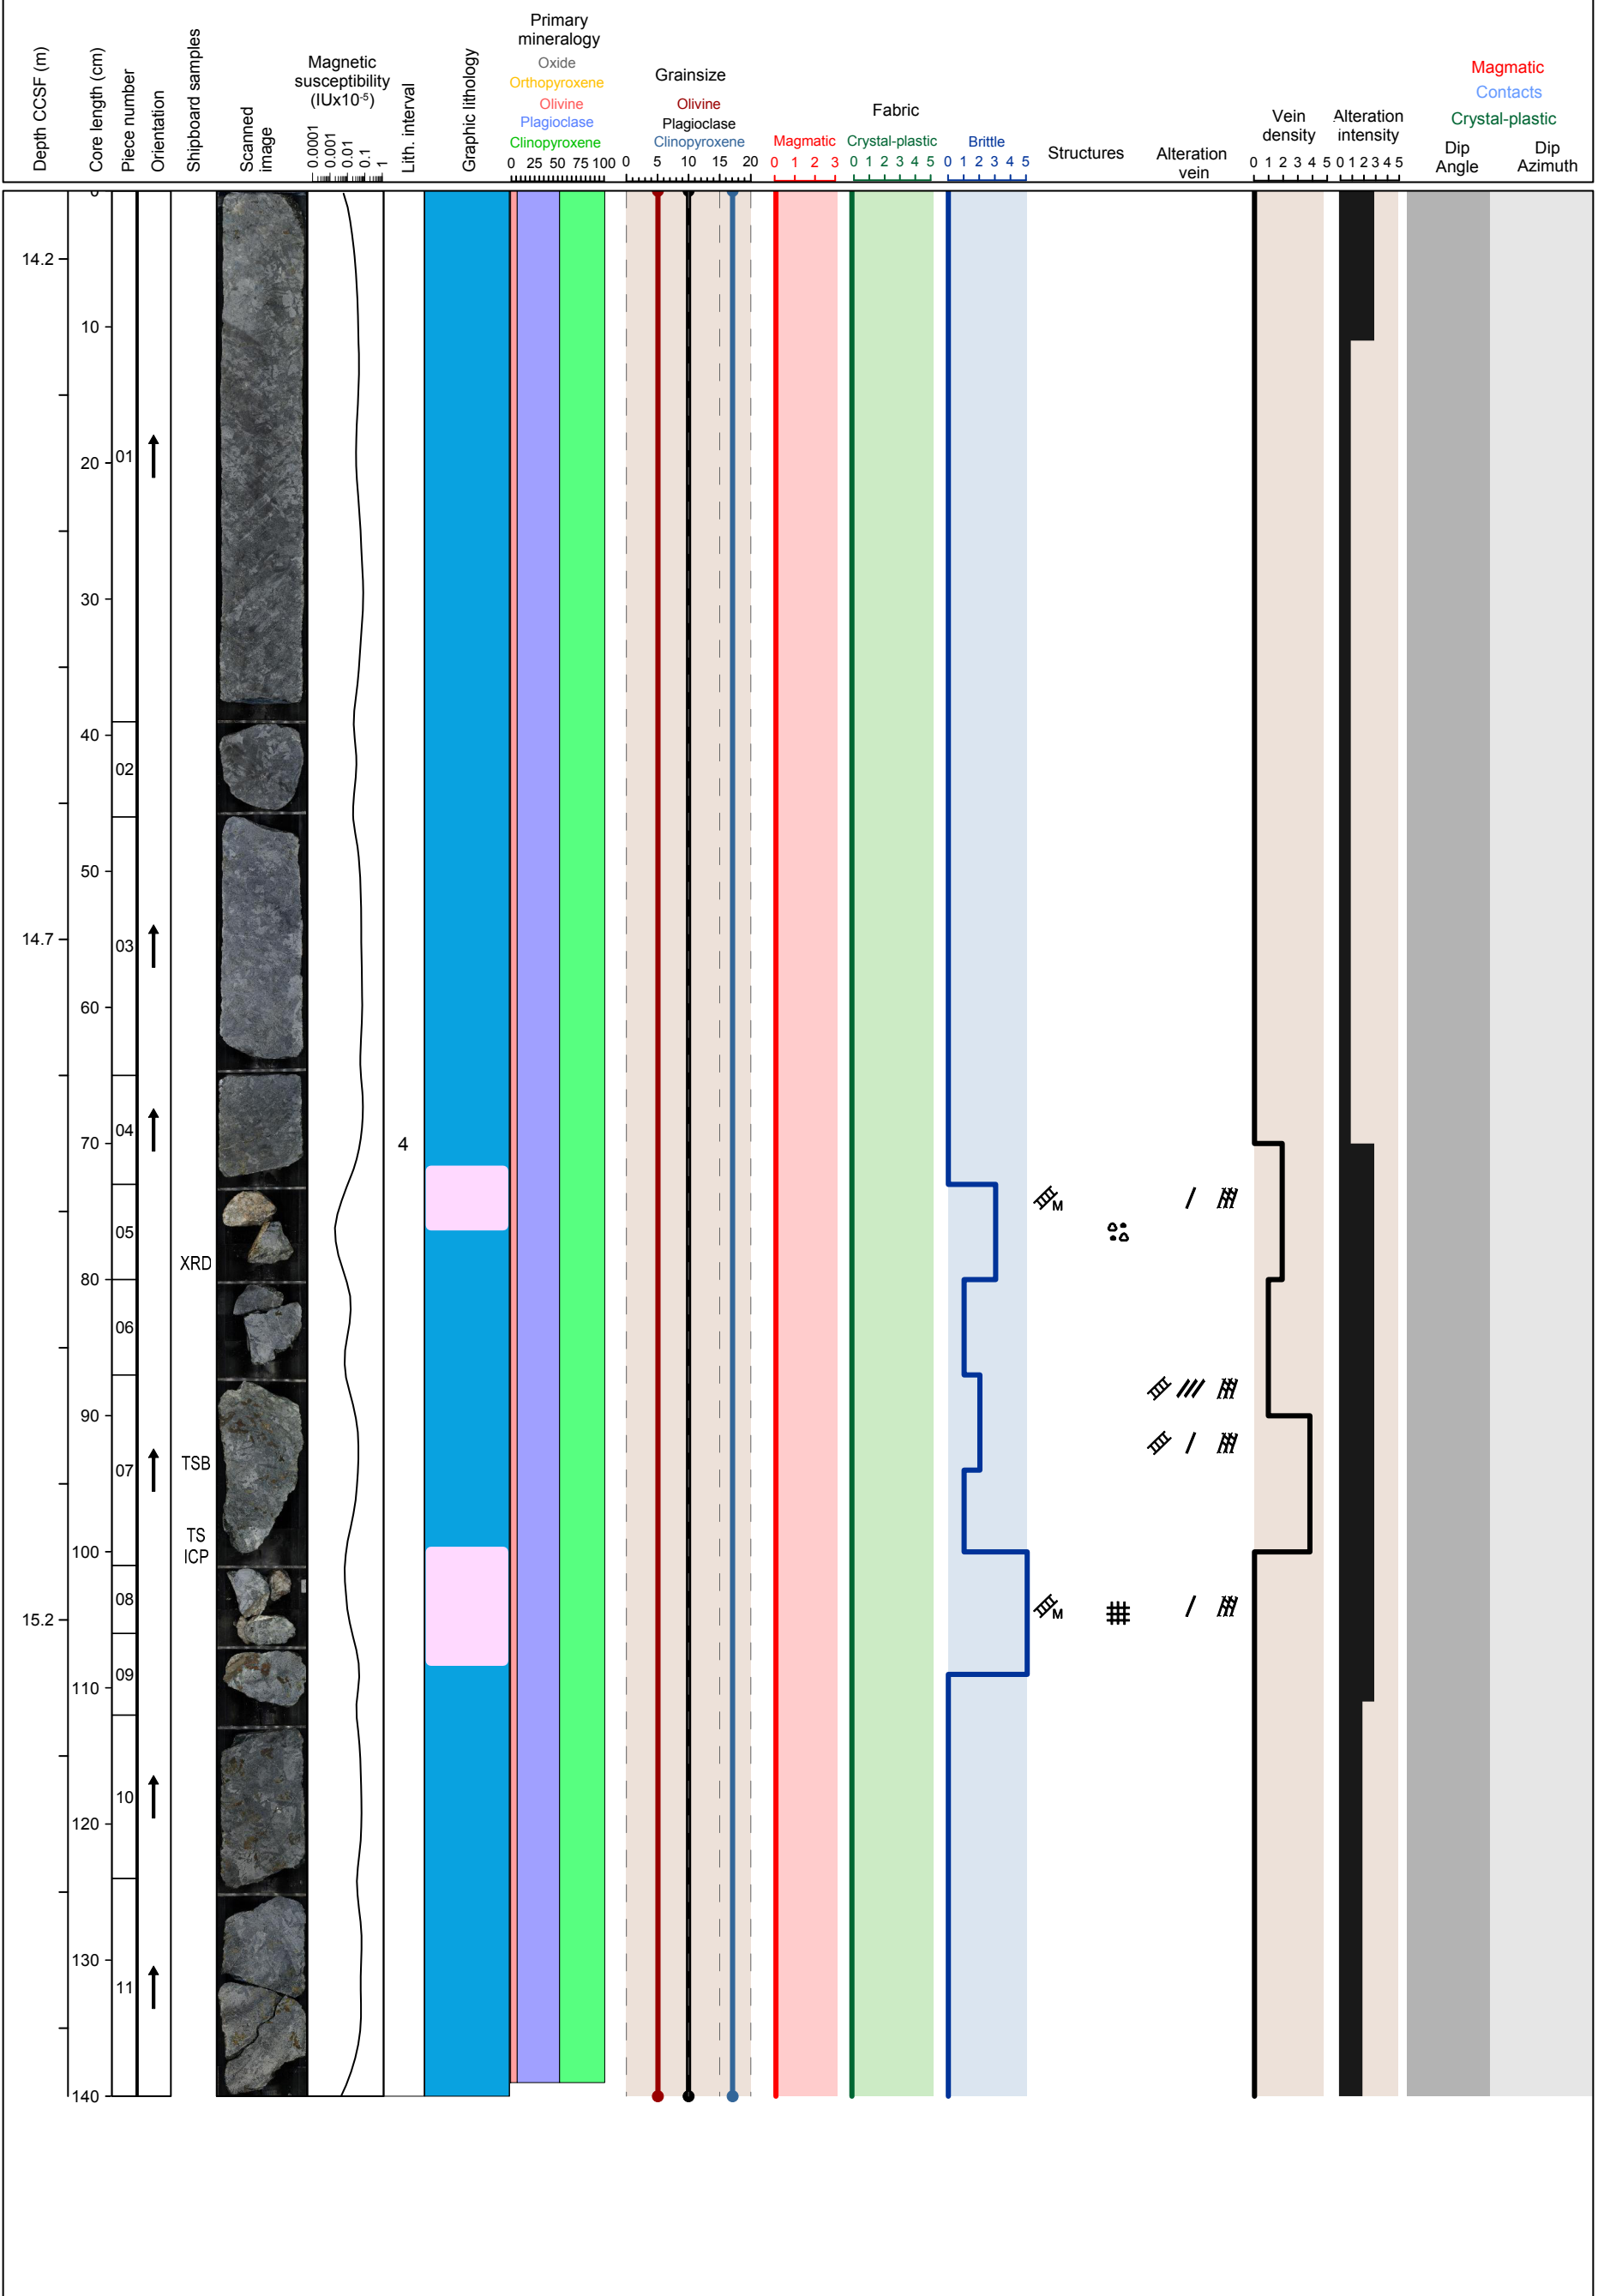 Depth CCSF (m)
Core length (cm)
Piece number
Orientation
Shipboard samples
Scanned
image
Magnetic
susceptibility
(IUx10-5)
0.0001
0.001
0.01
0.1
1
Lith. interval
Graphic lithology
Primary
mineralogy
Oxide
Orthopyroxene
Olivine
Plagioclase
Clinopyroxene
0 25 50 75 100
Grainsize
Olivine
Plagioclase
Clinopyroxene
0 5 10 15 20
Fabric
Magmatic
0 1 2 3
Crystal-plastic
0 1 2 3 4 5
Brittle
0 1 2 3 4 5
Structures
Alteration
vein
Vein
density
0 1 2 3 4 5
Alteration
intensity
0 1 2 3 4 5
Magmatic
Contacts
Crystal-plastic
Dip
Angle
Dip
Azimuth
0
14.2
10
01
20
30
40
02
50
14.7
03
60
04
70
4
M
05
XRD
80
06
90
07
TSB
TS
ICP
100
08
M
15.2
09
110
10
120
130
11
140